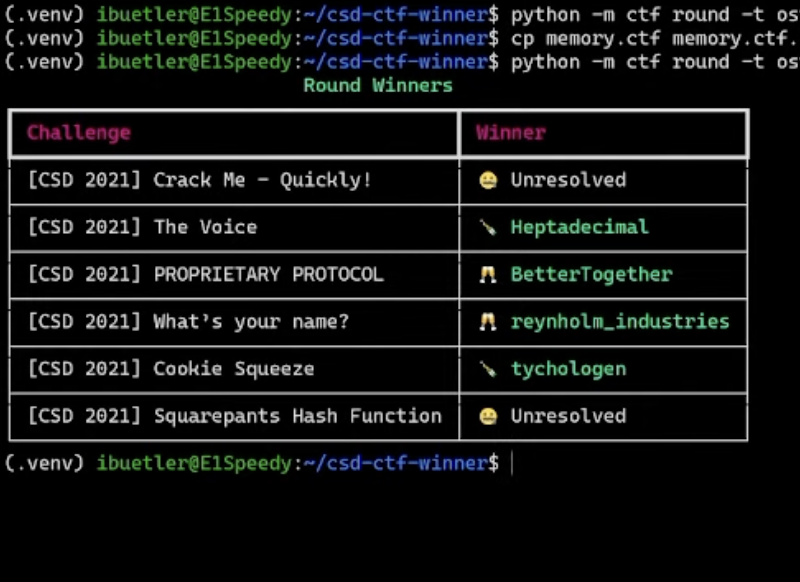 (.venv) ibuetler@E1Speedy:~/csd-ctf-winner$ python -m ctf round -t
(.venv) ibuetler@E1Speedy:~/csd-ctf-winner$ cp memory.ctf memory.ctf.
(.venv) ibuetler@E1Speedy:~/csd-ctf-winner$ python -m ctf round -t
Round Winners
Challenge Winner
[CSD 2021] Crack Me - Quickly! 🤐 Unresolved
[CSD 2021] The Voice 🍾 Heptadecimal
[CSD 2021] PROPRIETARY PROTOCOL 🥂 BetterTogether
[CSD 2021] What's your name? 🥂 reynholm_industries
[CSD 2021] Cookie Squeeze 🍾 tychologen
[CSD 2021] Squarepants Hash Function 🤐 Unresolved
(.venv) ibuetler@E1Speedy:~/csd-ctf-winner$